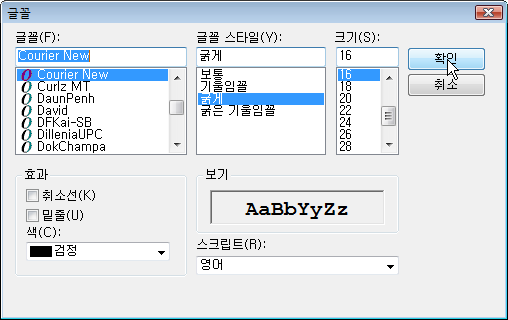 글꼴
글꼴(F):
Courier New
Courier New
Curlz MT
DaunPenh
David
DFKai-SB
DilleniaUPC
DokChampa
글꼴 스타일(Y):
굵게
보통
기울임꼴
굵게
굵은 기울임꼴
크기(S):
16
16
18
20
22
24
26
28
확인
취소
효과
취소선(K)
밑줄(U)
색(C):
검정
보기
AaBbYyZz
스크립트(R):
영어